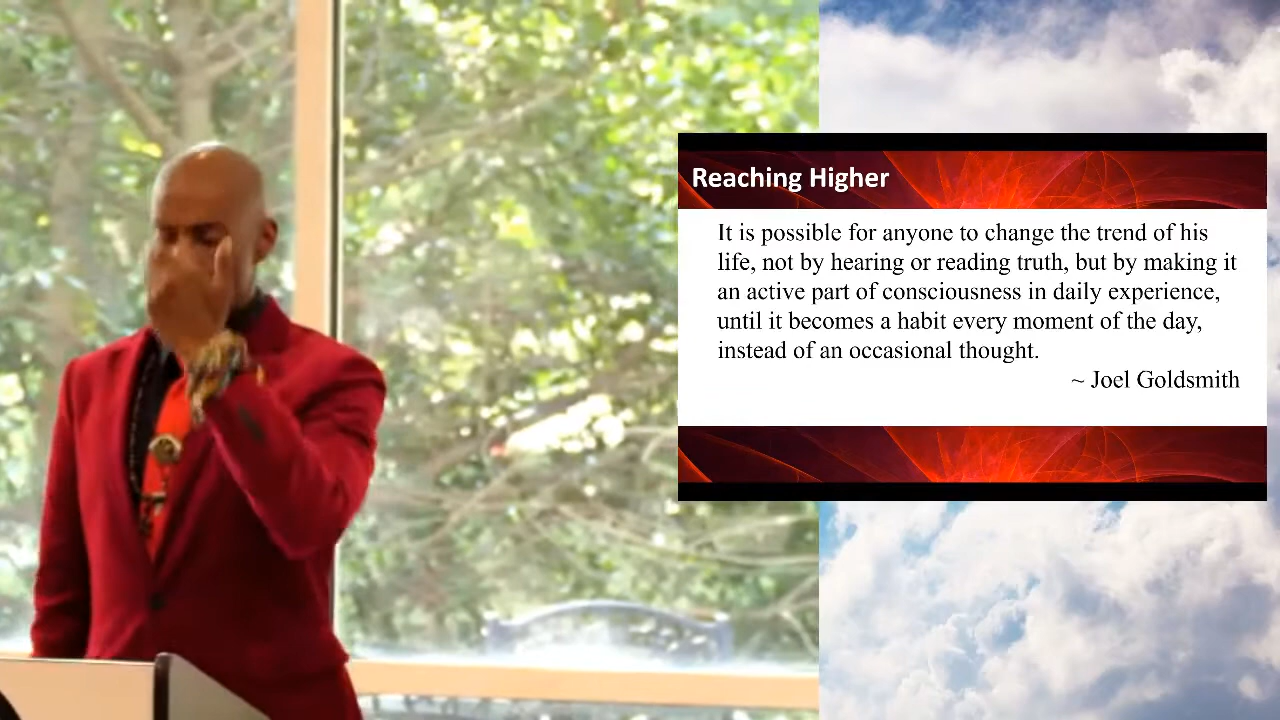 Reaching Higher
It is possible for anyone to change the trend of his
life, not by hearing or reading truth, but by making it
an active part of consciousness in daily experience,
until it becomes a habit every moment of the day,
instead of an occasional thought.
~ Joel Goldsmith